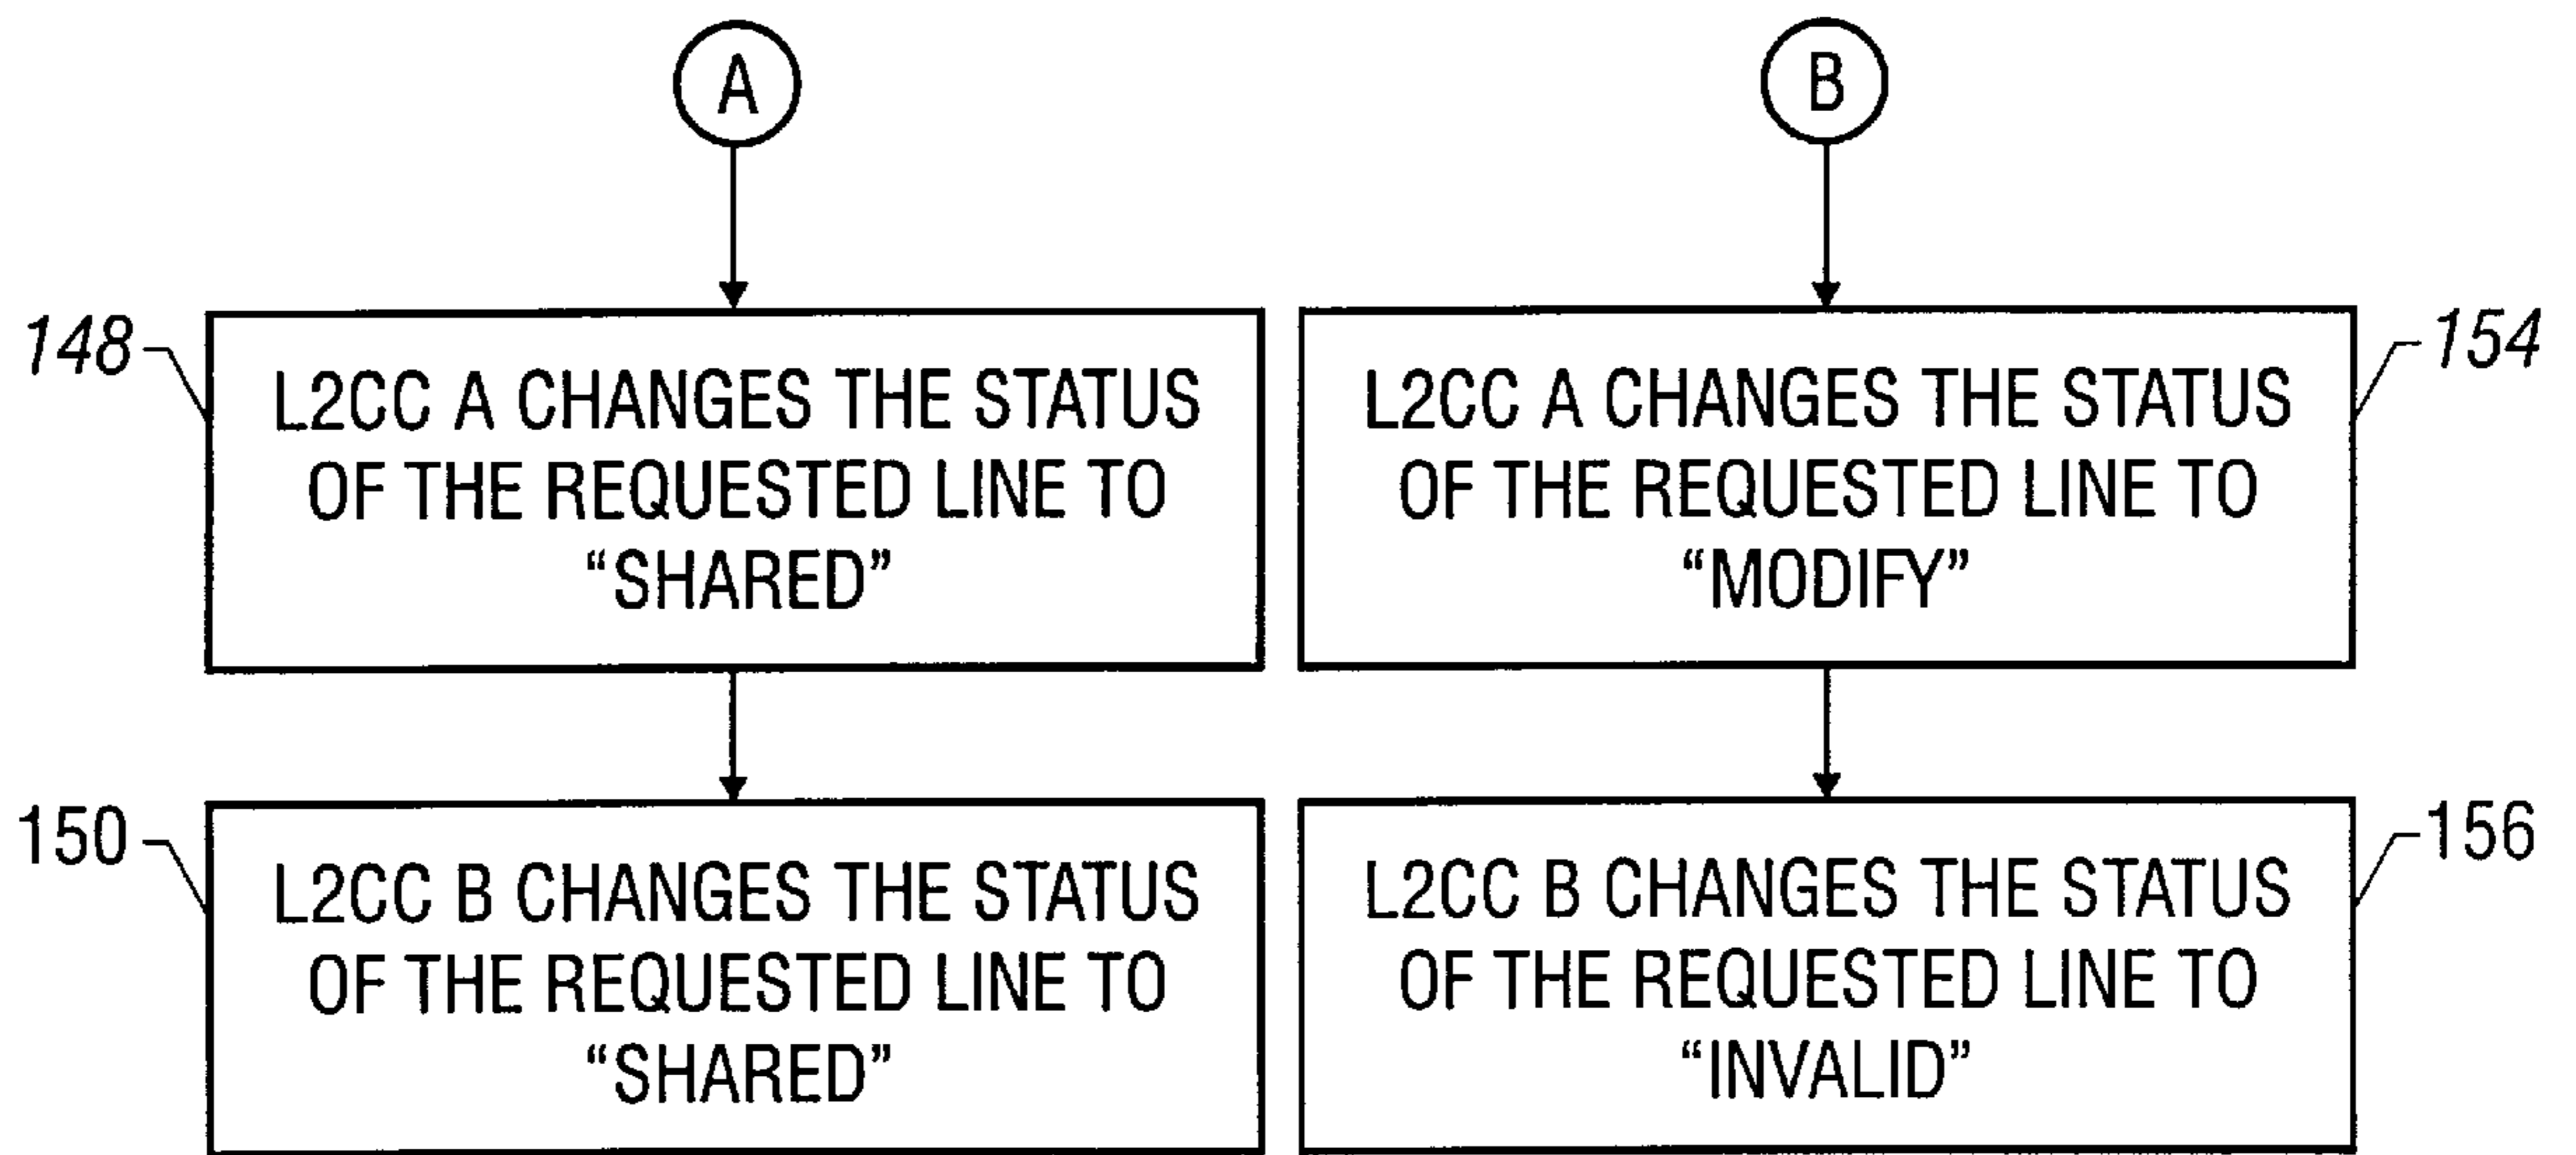 A
148
L2CC A CHANGES THE STATUS
OF THE REQUESTED LINE TO
“SHARED”
150
L2CC B CHANGES THE STATUS
OF THE REQUESTED LINE TO
“SHARED”
B
154
L2CC A CHANGES THE STATUS
OF THE REQUESTED LINE TO
“MODIFY”
156
L2CC B CHANGES THE STATUS
OF THE REQUESTED LINE TO
“INVALID”